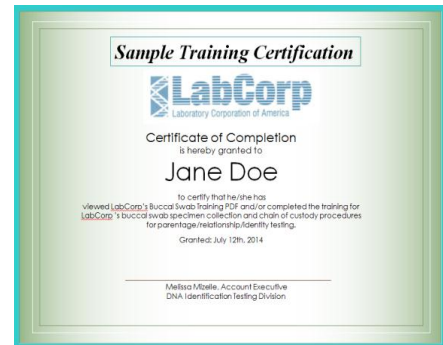 Sample Training Certification
LabCorp
Laboratory Corporation of America
Certificate of Completion
is hereby granted to
Jane Doe
to certify that he/she has
viewed LabCorp's Buccal Swab Training PDF and/or completed the training for
LabCorp 's buccal swab specimen collection and chain of custody procedures
for parentage/relationship/identity testing.
Granted: July 12th, 2014
Melissa Mizelle, Account Executive
DNA Identification Testing Division